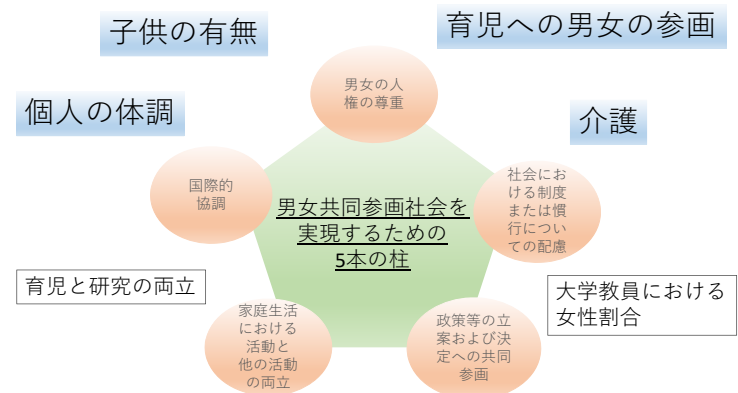 子供の有無
育児への男女の参画
個人の体調
介護
男女の人
権の尊重
国際的
協調
社会にお
ける制度
または慣
行につい
ての配慮
男女共同参画社会を
実現するための
5本の柱
育児と研究の両立
大学教員における
女性割合
家庭生活
における
活動と
他の活動
の両立
政策等の立
案および決
定への共同
参画